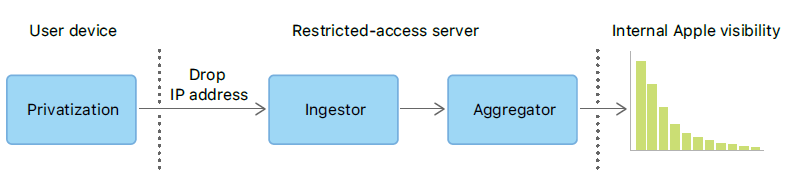 User device
Restricted-access server
Internal Apple visibility
Drop
IP address
Privatization
Ingestor
Aggregator